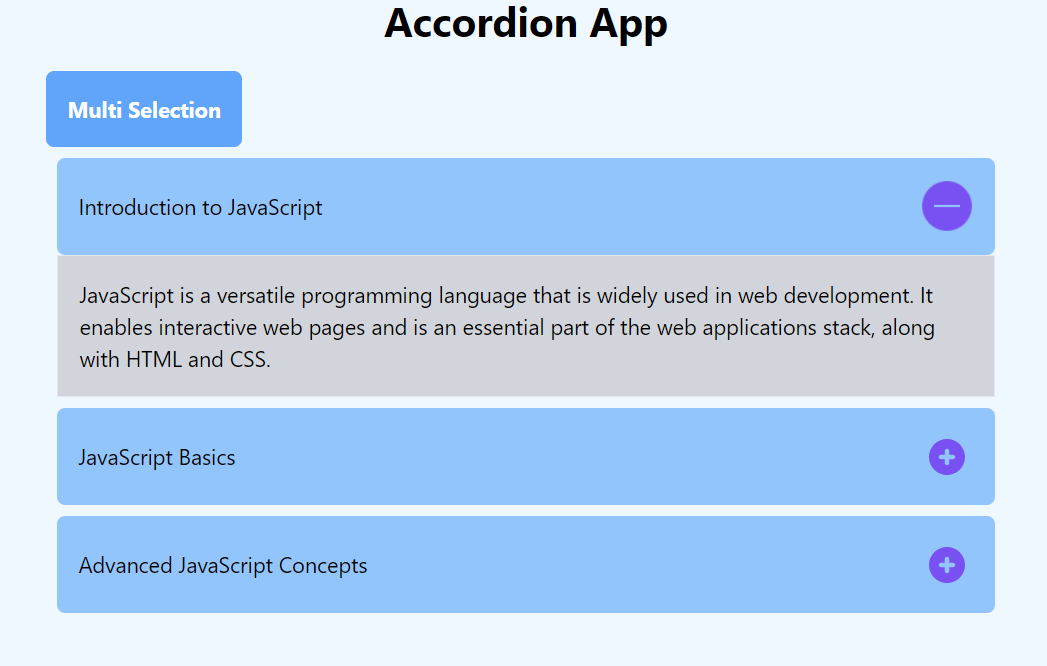 Accordion App
Multi Selection
Introduction to JavaScript
JavaScript is a versatile programming language that is widely used in web development. It
enables interactive web pages and is an essential part of the web applications stack, along
with HTML and CSS.
JavaScript Basics
Advanced JavaScript Concepts